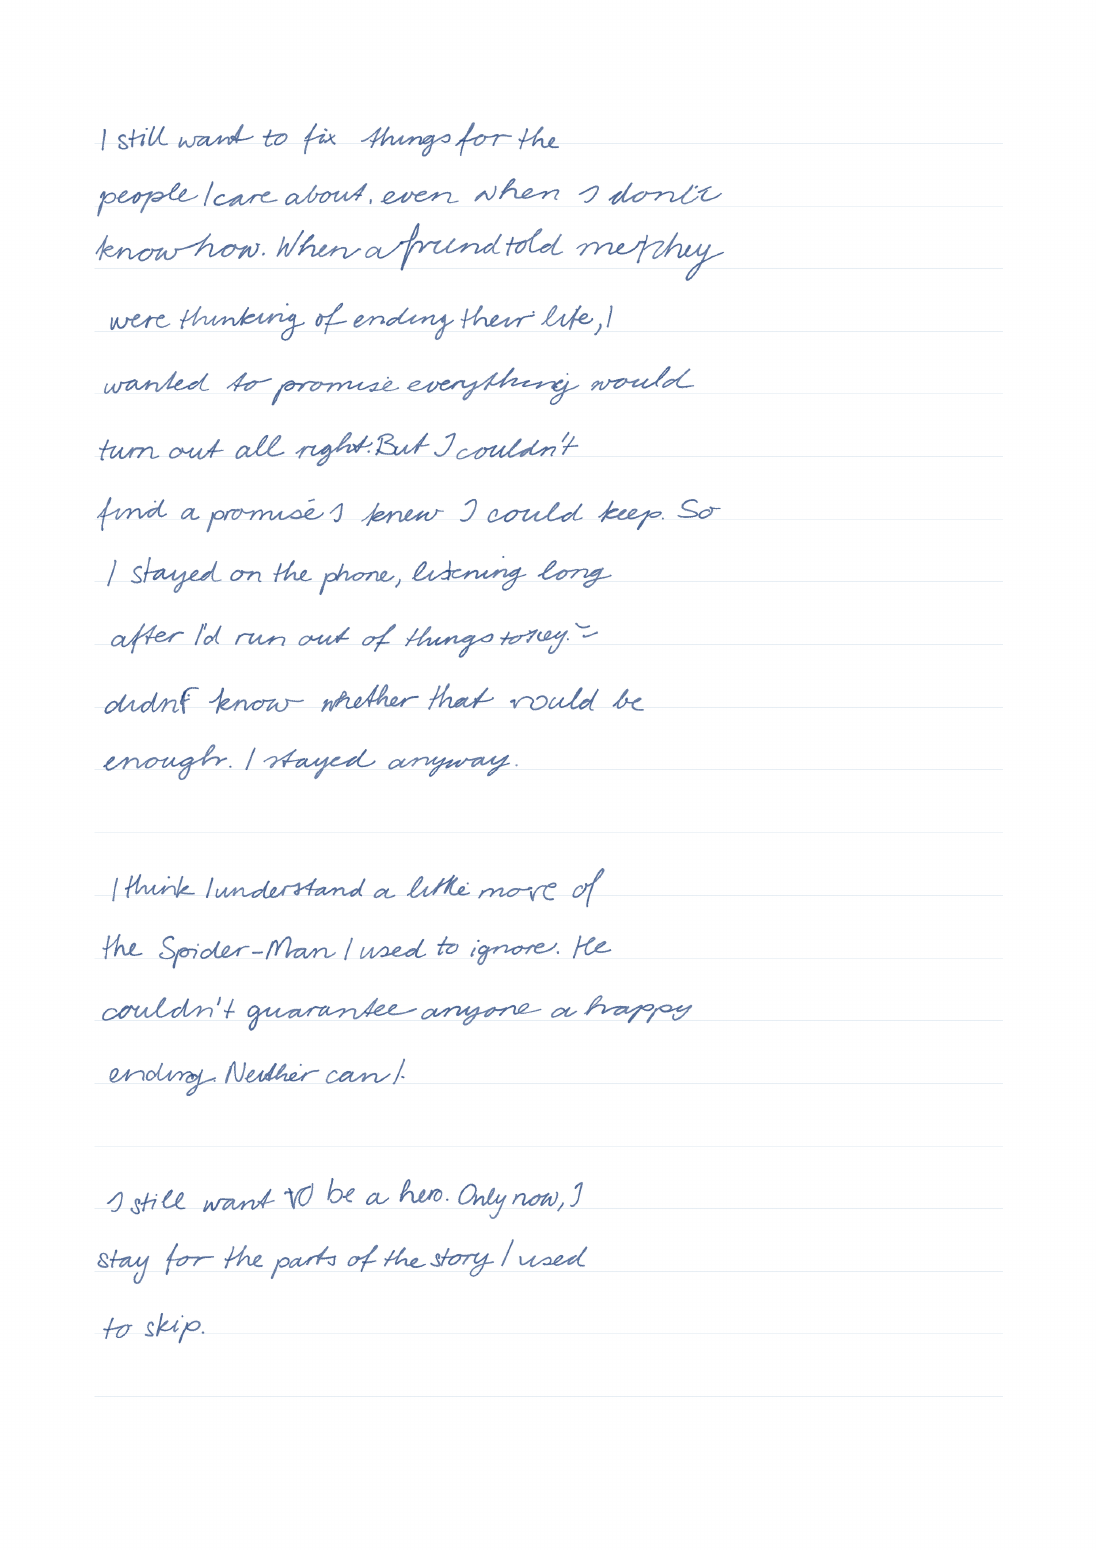 I still want to fix things for the
people I care about, even when I don't
know how. When a friend told me they
were thinking of ending their life, I
wanted to promise everything would
turn out all right. But I couldn't
find a promise I knew I could keep. So
I stayed on the phone, listening long
after I'd run out of things to say. I
didn't know whether that would be
enough. I stayed anyway.
I think I understand a little more of
the Spider-Man I used to ignore. He
couldn't guarantee anyone a happy
ending. Neither can I.
I still want to be a hero. Only now, I
stay for the parts of the story I used
to skip.